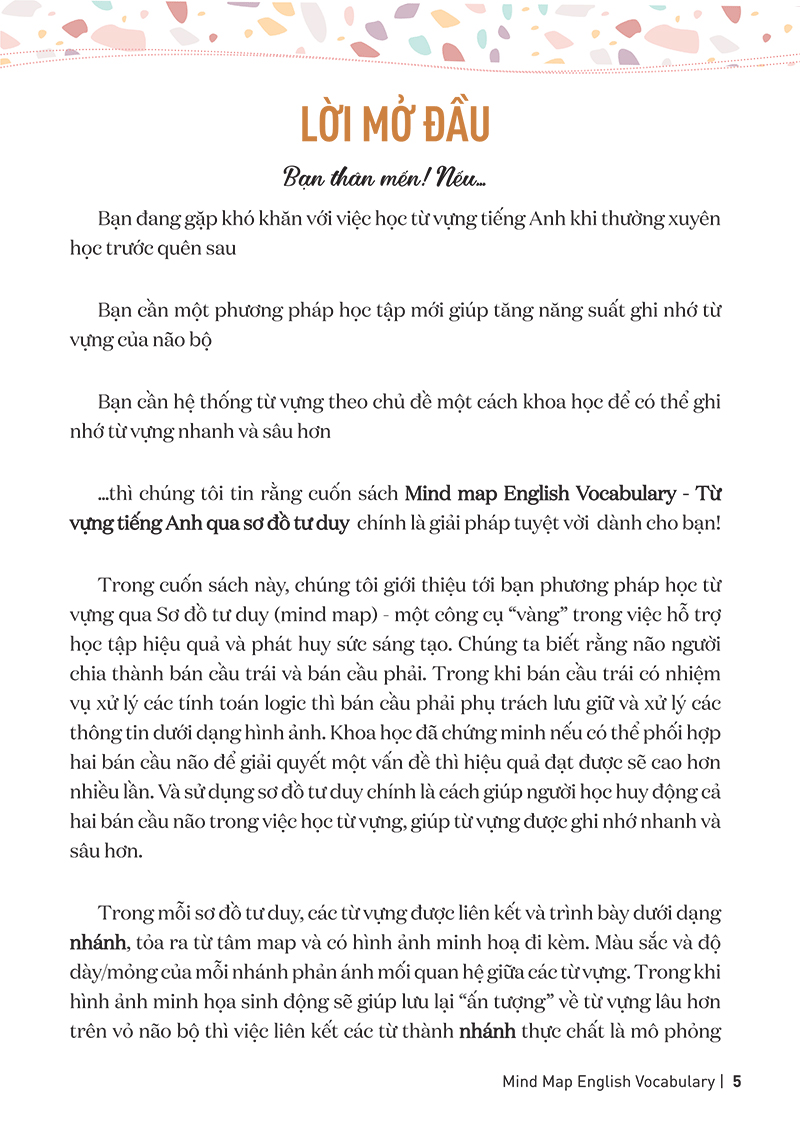 LỜI MỞ ĐẦU
Bạn thân mến! Nếu...
Bạn đang gặp khó khăn với việc học từ vựng tiếng Anh khi thường xuyên
học trước quên sau
Bạn cần một phương pháp học tập mới giúp tăng năng suất ghi nhớ từ
vựng của não bộ
Bạn cần hệ thống từ vựng theo chủ đề một cách khoa học để có thể ghi
nhớ từ vựng nhanh và sâu hơn
...thì chúng tôi tin rằng cuốn sách Mind map English Vocabulary - Từ
vựng tiếng Anh qua sơ đồ tư duy chính là giải pháp tuyệt vời dành cho bạn!
Trong cuốn sách này, chúng tôi giới thiệu tới bạn phương pháp học từ
vựng qua Sơ đồ tư duy (mind map) - một công cụ “vàng” trong việc hỗ trợ
học tập hiệu quả và phát huy sức sáng tạo. Chúng ta biết rằng não người
chia thành bán cầu trái và bán cầu phải. Trong khi bán cầu trái có nhiệm
vụ xử lý các tính toán logic thì bán cầu phải phụ trách lưu giữ và xử lý các
thông tin dưới dạng hình ảnh. Khoa học đã chứng minh nếu có thể phối hợp
hai bán cầu não để giải quyết một vấn đề thì hiệu quả đạt được sẽ cao hơn
nhiều lần. Và sử dụng sơ đồ tư duy chính là cách giúp người học huy động cả
hai bán cầu não trong việc học từ vựng, giúp từ vựng được ghi nhớ nhanh và
sâu hơn.
Trong mỗi sơ đồ tư duy, các từ vựng được liên kết và trình bày dưới dạng
nhánh, tỏa ra từ tâm map và có hình ảnh minh hoạ đi kèm. Màu sắc và độ
dày/mỏng của mỗi nhánh phản ánh mối quan hệ giữa các từ vựng. Trong khi
hình ảnh minh họa sinh động sẽ giúp lưu lại “ấn tượng” về từ vựng lâu hơn
trên vỏ não bộ thì việc liên kết các từ thành nhánh thực chất là mô phỏng
Mind Map English Vocabulary | 5